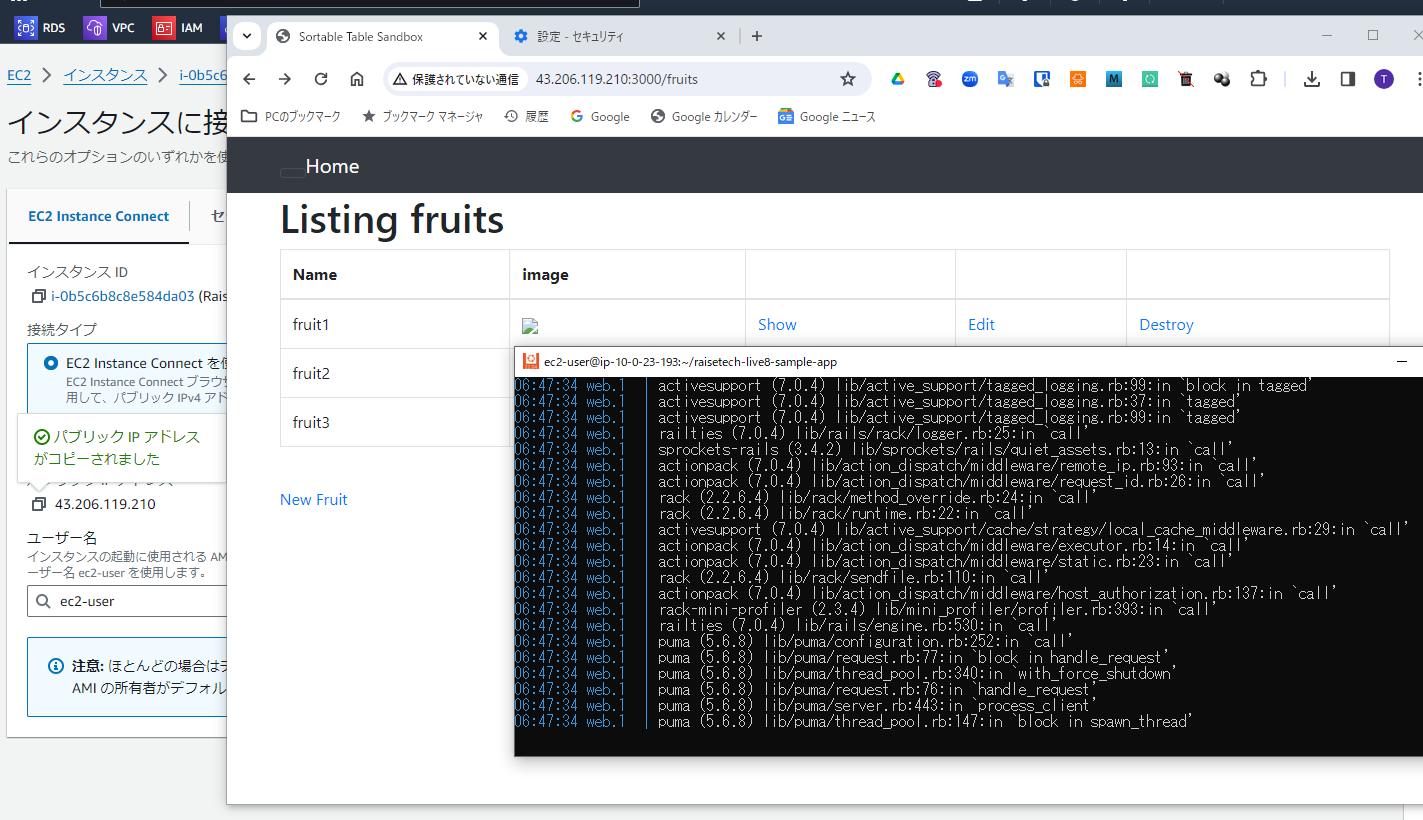 RDS VPC IAM
Sortable Table Sandbox
設定 - セキュリティ
EC2 インスタンス i-0b5c6
保護されていない通信 43.206.119.210:3000/fruits
zm M T
PCのブックマーク ブックマーク マネージャ 履歴 Google Google カレンダー Google ニュース
インスタンスに接
これらのオプションのいずれかを使
EC2 Instance Connect セ
インスタンス ID
i-0b5c6b8c8e584da03 (Rais
接続タイプ
EC2 Instance Connect を使
EC2 Instance Connect ブラウザ
用して、パブリック IPv4 アド
パブリック IP アドレス
がコピーされました
43.206.119.210
ユーザー名
インスタンスの起動に使用される AM
ーザー名 ec2-user を使用します。
ec2-user
注意: ほとんどの場合はデ
AMI の所有者がデフォル
Home
Listing fruits
Name image
fruit1 Show Edit Destroy
fruit2
fruit3
New Fruit
ec2-user@ip-10-0-23-193:~/raisetech-live8-sample-app
06:47:34 web.1 | activesupport (7.0.4) lib/active_support/tagged_logging.rb:99:in `block in tagged'
06:47:34 web.1 | activesupport (7.0.4) lib/active_support/tagged_logging.rb:37:in `tagged'
06:47:34 web.1 | activesupport (7.0.4) lib/active_support/tagged_logging.rb:99:in `tagged'
06:47:34 web.1 | railties (7.0.4) lib/rails/rack/logger.rb:25:in `call'
06:47:34 web.1 | sprockets-rails (3.4.2) lib/sprockets/rails/quiet_assets.rb:13:in `call'
06:47:34 web.1 | actionpack (7.0.4) lib/action_dispatch/middleware/remote_ip.rb:93:in `call'
06:47:34 web.1 | actionpack (7.0.4) lib/action_dispatch/middleware/request_id.rb:26:in `call'
06:47:34 web.1 | rack (2.2.6.4) lib/rack/method_override.rb:24:in `call'
06:47:34 web.1 | rack (2.2.6.4) lib/rack/runtime.rb:22:in `call'
06:47:34 web.1 | activesupport (7.0.4) lib/active_support/cache/strategy/local_cache_middleware.rb:29:in `call'
06:47:34 web.1 | actionpack (7.0.4) lib/action_dispatch/middleware/executor.rb:14:in `call'
06:47:34 web.1 | actionpack (7.0.4) lib/action_dispatch/middleware/static.rb:23:in `call'
06:47:34 web.1 | rack (2.2.6.4) lib/rack/sendfile.rb:110:in `call'
06:47:34 web.1 | actionpack (7.0.4) lib/action_dispatch/middleware/host_authorization.rb:137:in `call'
06:47:34 web.1 | rack-mini-profiler (2.3.4) lib/mini_profiler/profiler.rb:393:in `call'
06:47:34 web.1 | railties (7.0.4) lib/rails/engine.rb:530:in `call'
06:47:34 web.1 | puma (5.6.8) lib/puma/configuration.rb:252:in `call'
06:47:34 web.1 | puma (5.6.8) lib/puma/request.rb:77:in `block in handle_request'
06:47:34 web.1 | puma (5.6.8) lib/puma/thread_pool.rb:340:in `with_force_shutdown'
06:47:34 web.1 | puma (5.6.8) lib/puma/request.rb:76:in `handle_request'
06:47:34 web.1 | puma (5.6.8) lib/puma/server.rb:443:in `process_client'
06:47:34 web.1 | puma (5.6.8) lib/puma/thread_pool.rb:147:in `block in spawn_thread'